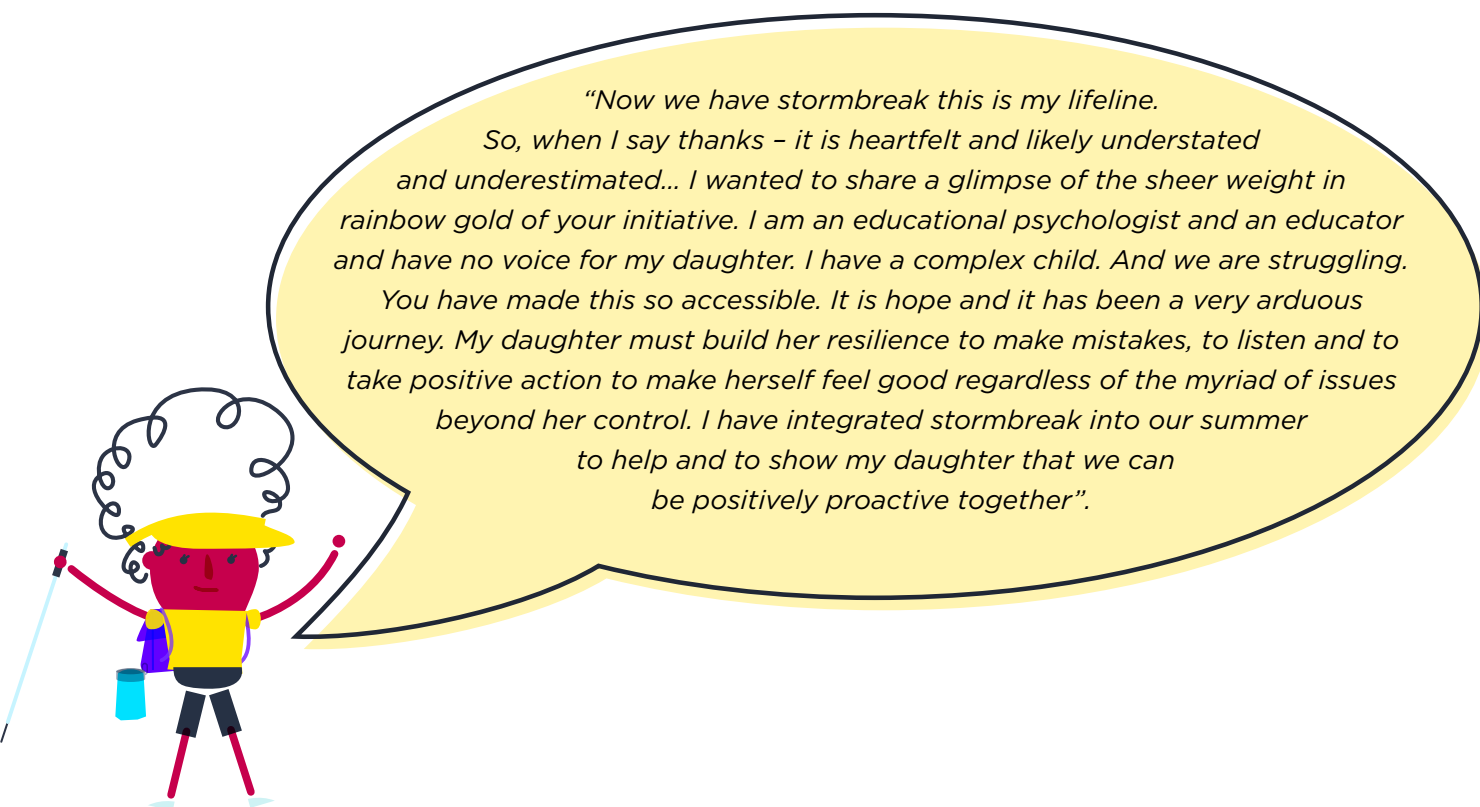 “Now we have stormbreak this is my lifeline.
So, when I say thanks – it is heartfelt and likely understated
and underestimated... I wanted to share a glimpse of the sheer weight in
rainbow gold of your initiative. I am an educational psychologist and an educator
and have no voice for my daughter. I have a complex child. And we are struggling.
You have made this so accessible. It is hope and it has been a very arduous
journey. My daughter must build her resilience to make mistakes, to listen and to
take positive action to make herself feel good regardless of the myriad of issues
beyond her control. I have integrated stormbreak into our summer
to help and to show my daughter that we can
be positively proactive together”.